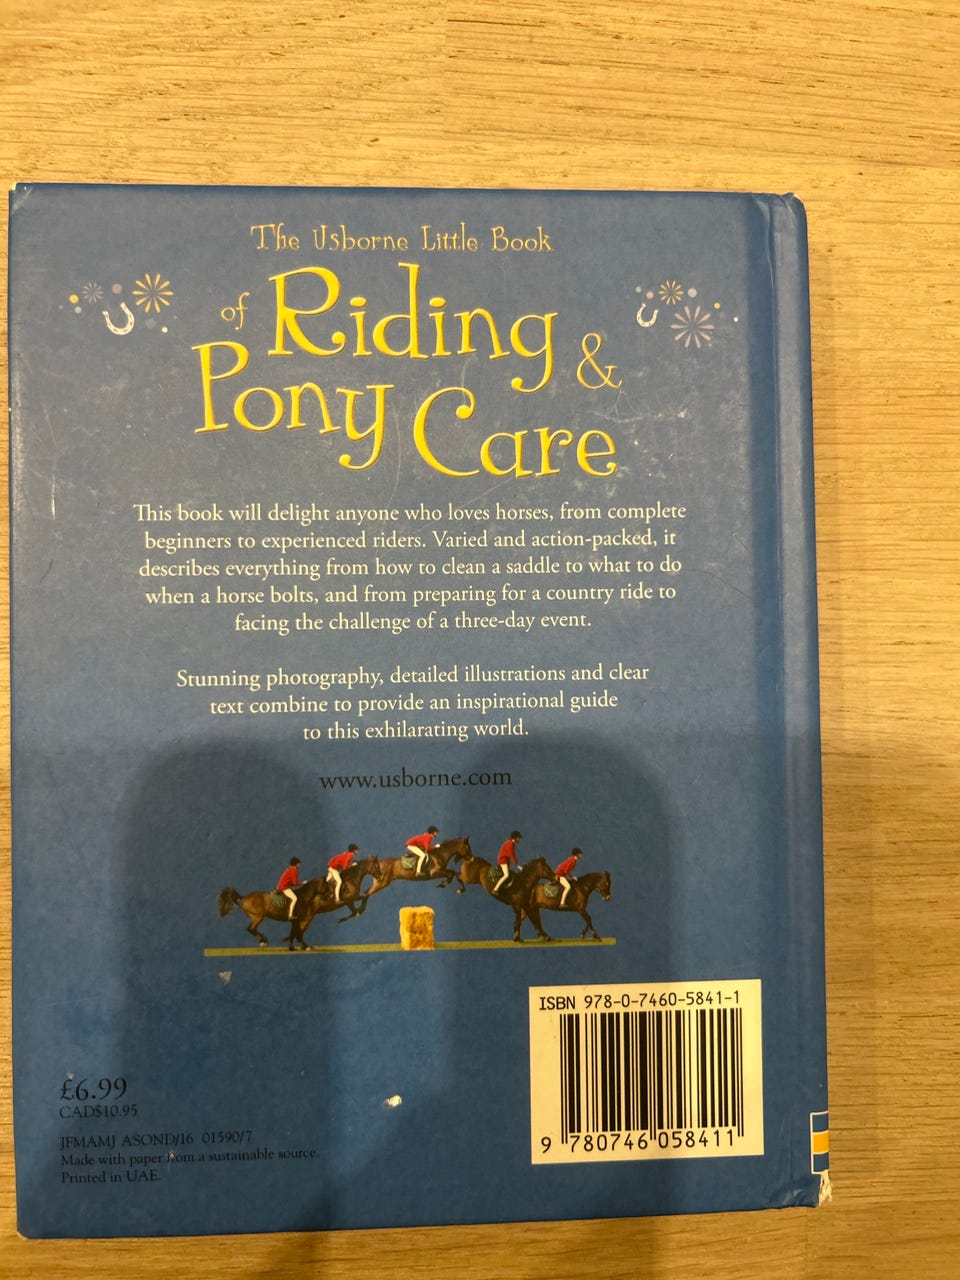 The Usborne Little Book
of Riding &
Pony Care
This book will delight anyone who loves horses, from complete
beginners to experienced riders. Varied and action-packed, it
describes everything from how to clean a saddle to what to do
when a horse bolts, and from preparing for a country ride to
facing the challenge of a three-day event.
Stunning photography, detailed illustrations and clear
text combine to provide an inspirational guide
to this exhilarating world.
www.usborne.com
ISBN 978-0-7460-5841-1
9 780746 058411
£6.99
CAD$10.95
JFMAMJ ASOND/16 01590/7
Made with paper from a sustainable source.
Printed in UAE.